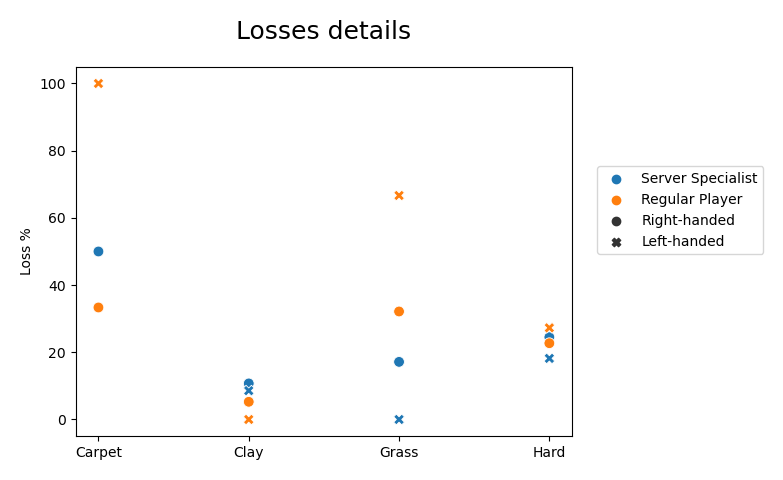 Losses details
Loss %
100
80
60
40
20
0
Carpet
Clay
Grass
Hard
Server Specialist
Regular Player
Right-handed
Left-handed